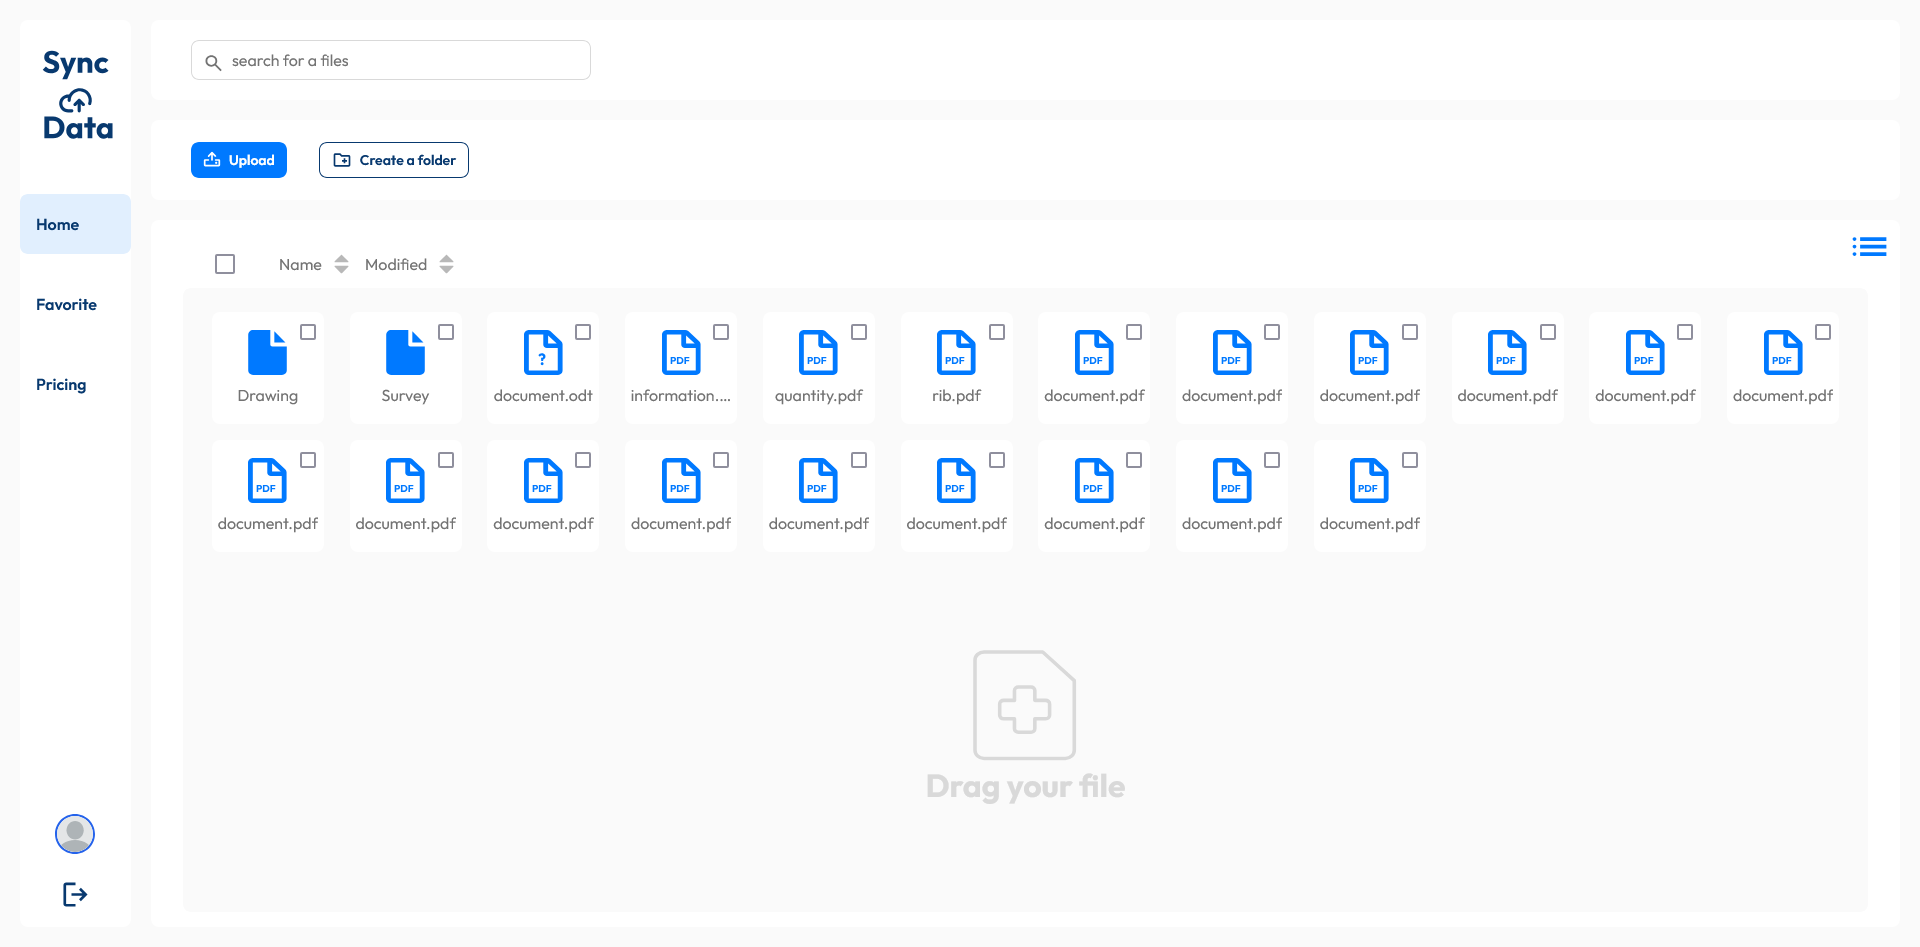 Sync
Data
search for a files
Upload
Create a folder
Home
Favorite
Pricing
Name
Modified
?
PDF
PDF
PDF
PDF
PDF
PDF
PDF
PDF
PDF
Drawing
Survey
document.odt
information....
quantity.pdf
rib.pdf
document.pdf
document.pdf
document.pdf
document.pdf
document.pdf
document.pdf
PDF
PDF
PDF
PDF
PDF
PDF
PDF
PDF
PDF
document.pdf
document.pdf
document.pdf
document.pdf
document.pdf
document.pdf
document.pdf
document.pdf
document.pdf
Drag your file